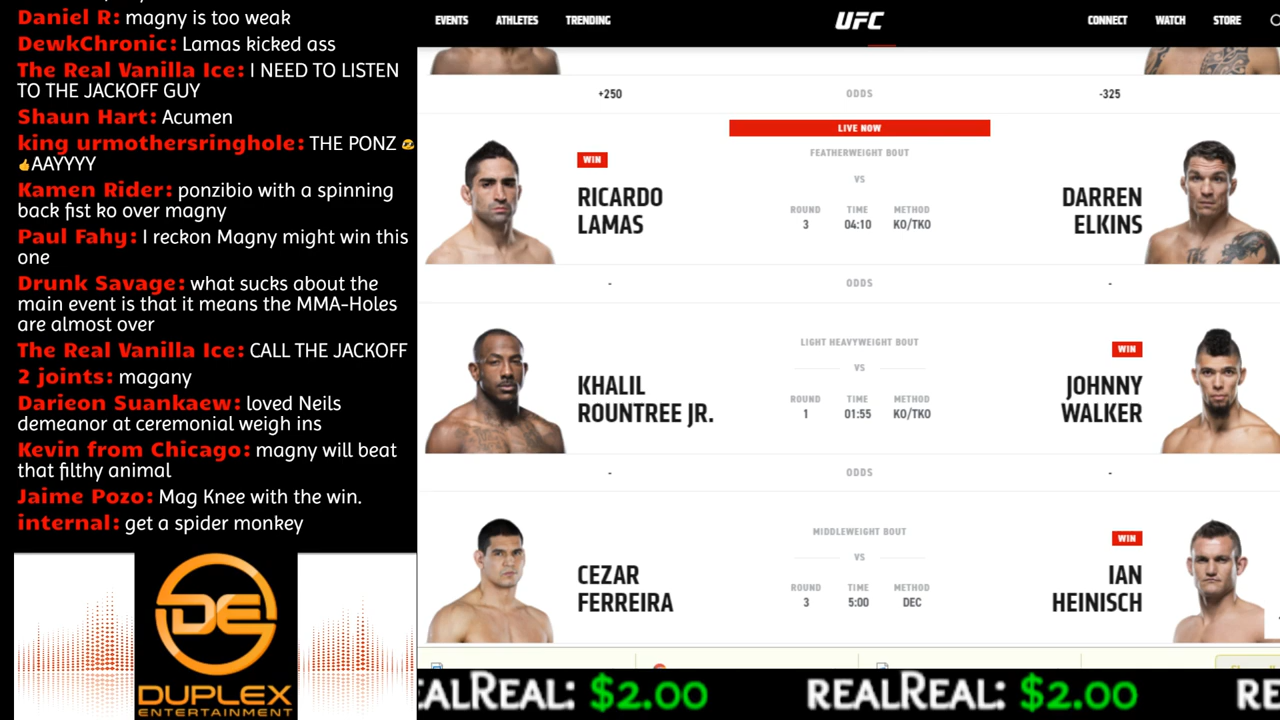 Daniel R: magny is too weak
DewkChronic: Lamas kicked ass
The Real Vanilla Ice: I NEED TO LISTEN
TO THE JACKOFF GUY
Shaun Hart: Acumen
king urmothersringhole: THE PONZ
AAYYYY
Kamen Rider: ponzibio with a spinning
back fist ko over magny
Paul Fahy: I reckon Magny might win this
one
Drunk Savage: what sucks about the
main event is that it means the MMA-Holes
are almost over
The Real Vanilla Ice: CALL THE JACKOFF
2 joints: magany
Darieon Suankaew: loved Neils
demeanor at ceremonial weigh ins
Kevin from Chicago: magny will beat
that filthy animal
Jaime Pozo: Mag Knee with the win.
internal: get a spider monkey
DE
DUPLEX
ENTERTAINMENT
EVENTS ATHLETES TRENDING UFC CONNECT WATCH STORE
+250 ODDS -325
LIVE NOW
FEATHERWEIGHT BOUT
WIN
VS
RICARDO
LAMAS
DARREN
ELKINS
ROUND TIME METHOD
3 04:10 KO/TKO
- ODDS -
LIGHT HEAVYWEIGHT BOUT
WIN
VS
KHALIL
ROUNTREE JR.
JOHNNY
WALKER
ROUND TIME METHOD
1 01:55 KO/TKO
- ODDS -
MIDDLEWEIGHT BOUT
WIN
VS
CEZAR
FERREIRA
IAN
HEINISCH
ROUND TIME METHOD
3 5:00 DEC
EALREAL: $2.00 REALREAL: $2.00 RE